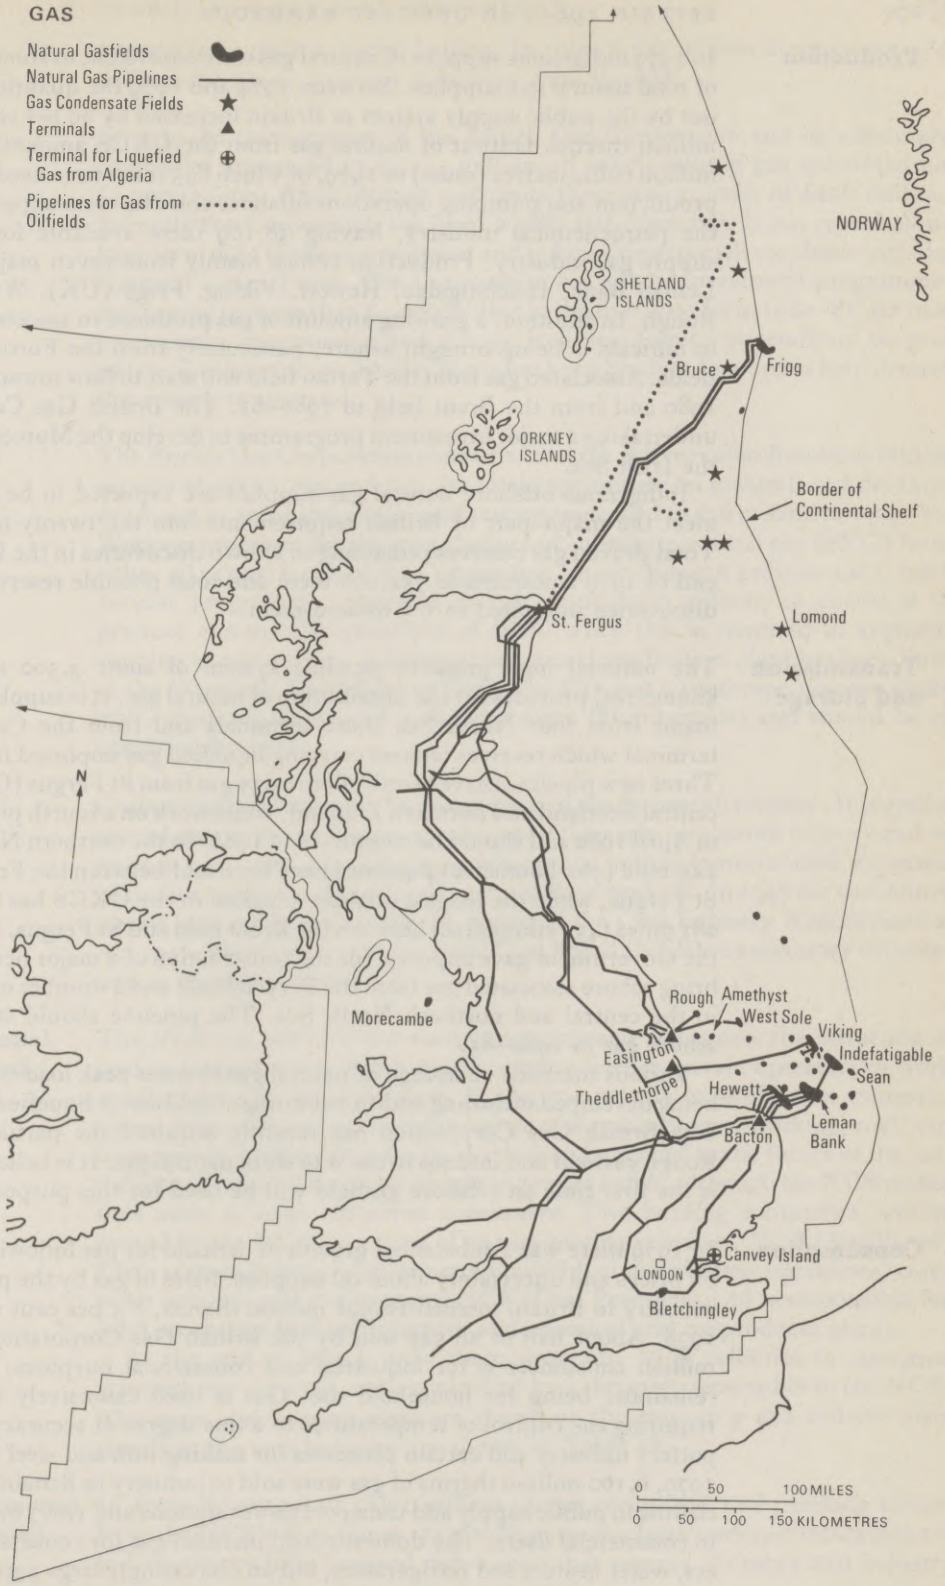 GAS
Natural Gasfields
Natural Gas Pipelines
Gas Condensate Fields
Terminals
Terminal for Liquefied
Gas from Algeria
Pipelines for Gas from
Oilfields
NORWAY
SHETLAND
ISLANDS
Bruce
Frigg
ORKNEY
ISLANDS
Border of
Continental Shelf
St. Fergus
Lomond
N
Morecambe
Rough
Amethyst
West Sole
Viking
Easington
Indefatigable
Sean
Theddlethorpe
Hewett
Leman
Bank
Bacton
Canvey Island
LONDON
Bletchingley
0 50 100 MILES
0 50 100 150 KILOMETRES